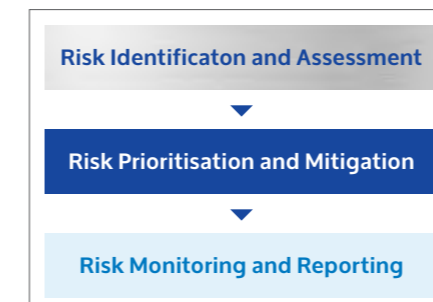 Risk Identificaton and Assessment
Risk Prioritisation and Mitigation
Risk Monitoring and Reporting